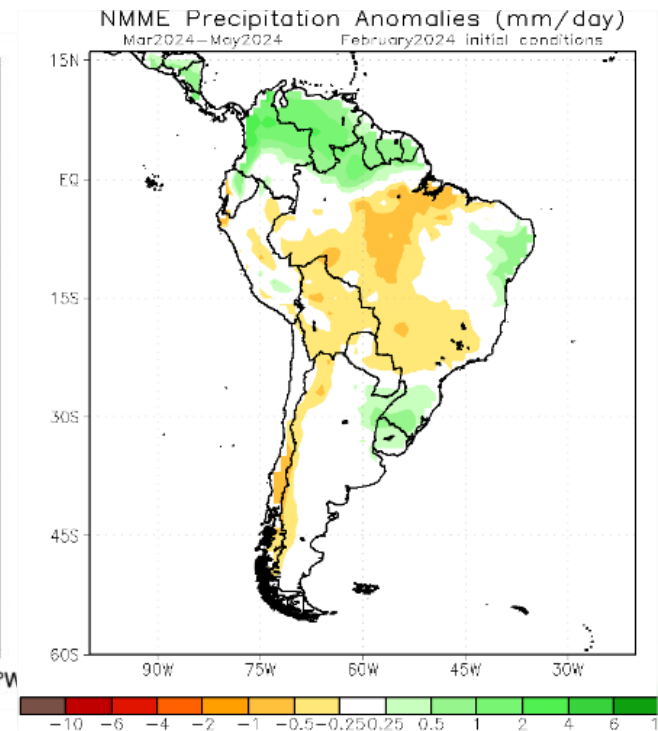 NMME Precipitation Anomalies (mm/day)
Mar2024-May2024 February2024 initial conditions
15N
EQ
15S
30S
45S
60S
90W 75W 60W 45W 30W
°W
-10 -6 -4 -2 -1 -0.5 -0.25 0.25 0.5 1 2 4 6 1